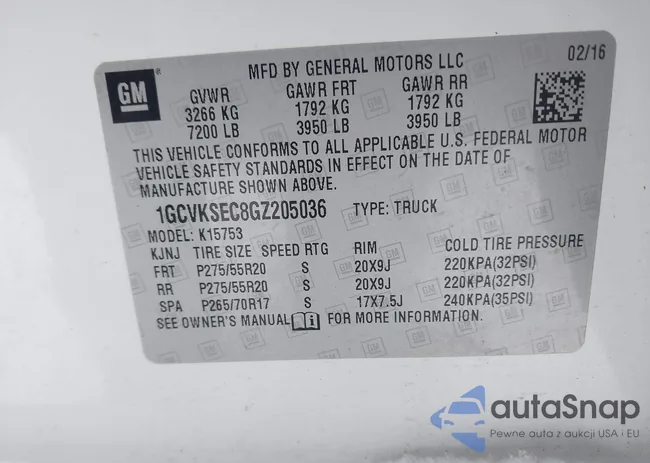 GM
MFD BY GENERAL MOTORS LLC
02/16
GVWR GAWR FRT GAWR RR
3266 KG 1792 KG 1792 KG
7200 LB 3950 LB 3950 LB
THIS VEHICLE CONFORMS TO ALL APPLICABLE U.S. FEDERAL MOTOR
VEHICLE SAFETY STANDARDS IN EFFECT ON THE DATE OF
MANUFACTURE SHOWN ABOVE.
1GCVKSEC8GZ205036 TYPE: TRUCK
MODEL: K15753
KJNJ TIRE SIZE SPEED RTG RIM COLD TIRE PRESSURE
FRT P275/55R20 S 20X9J 220KPA(32PSI)
RR P275/55R20 S 20X9J 220KPA(32PSI)
SPA P265/70R17 S 17X7.5J 240KPA(35PSI)
SEE OWNER'S MANUAL FOR MORE INFORMATION.
autaSnap
Pewne auta z aukcji USA i EU